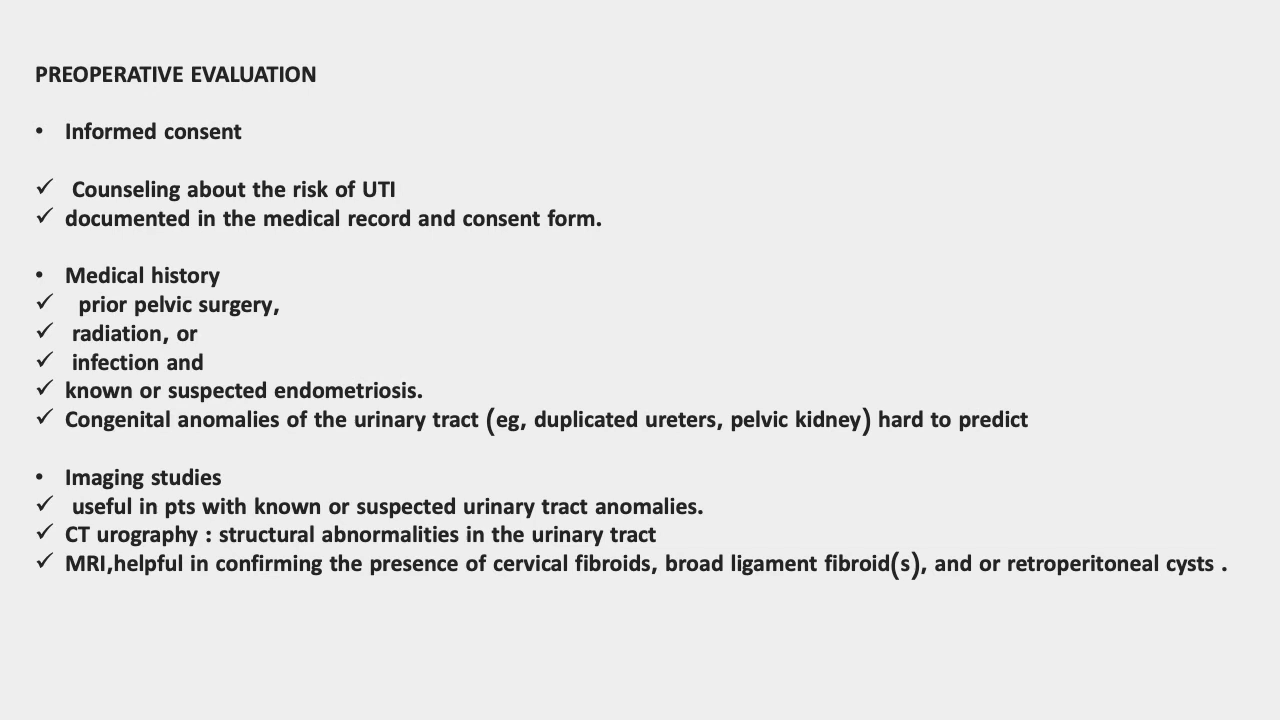 PREOPERATIVE EVALUATION
• Informed consent
✓ Counseling about the risk of UTI
✓ documented in the medical record and consent form.
• Medical history
✓ prior pelvic surgery,
✓ radiation, or
✓ infection and
✓ known or suspected endometriosis.
✓ Congenital anomalies of the urinary tract (eg, duplicated ureters, pelvic kidney) hard to predict
• Imaging studies
✓ useful in pts with known or suspected urinary tract anomalies.
✓ CT urography : structural abnormalities in the urinary tract
✓ MRI,helpful in confirming the presence of cervical fibroids, broad ligament fibroid(s), and or retroperitoneal cysts .